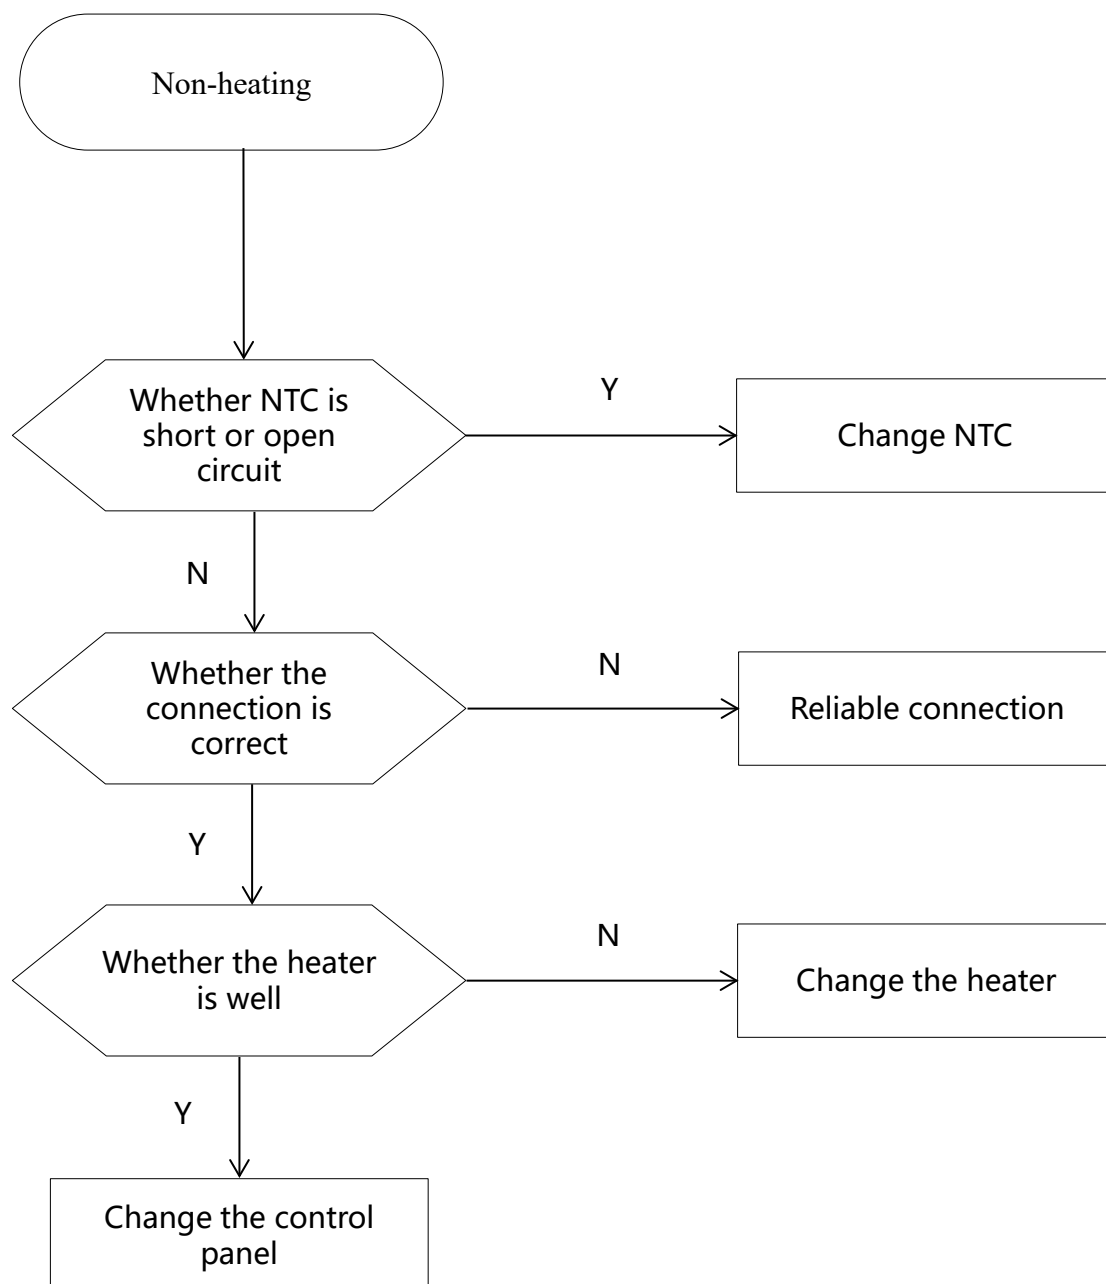 Non-heating
Whether NTC is
short or open
circuit
Y
Change NTC
N
Whether the
connection is
correct
N
Reliable connection
Y
Whether the heater
is well
N
Change the heater
Y
Change the control
panel